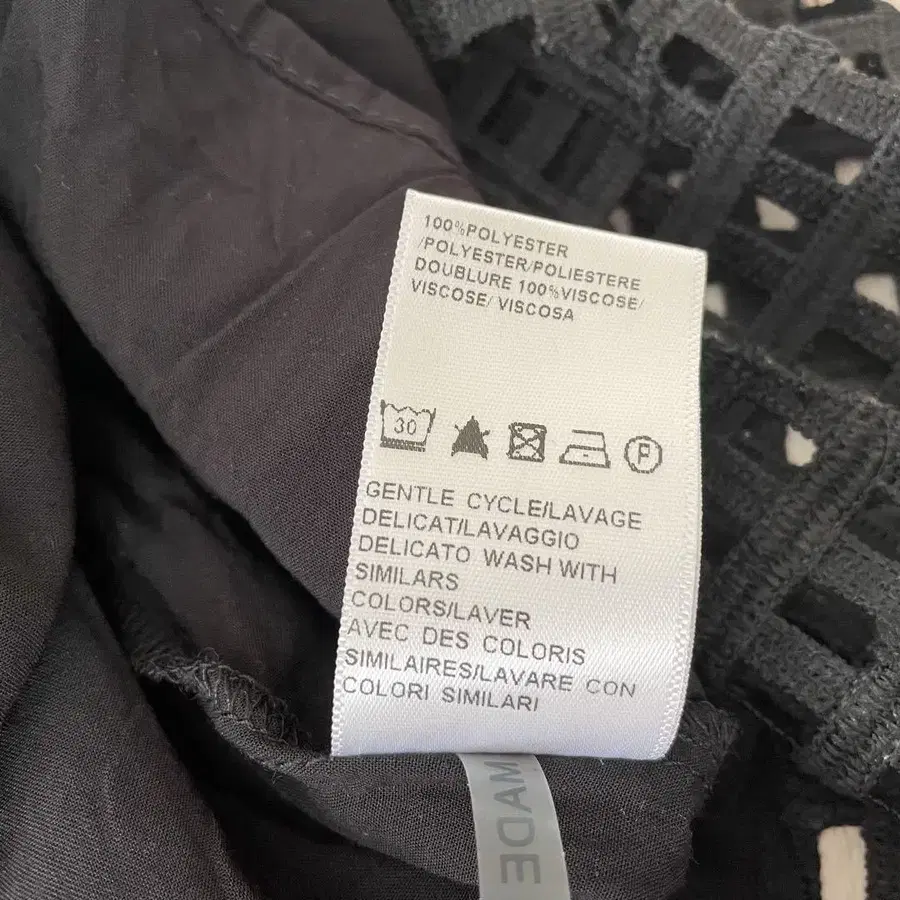 100%POLYESTER
/POLYESTER/POLIESTERE
DOUBLURE 100%VISCOSE/
VISCOSE/ VISCOSA
30
P
GENTLE CYCLE/LAVAGE
DELICAT/LAVAGGIO
DELICATO WASH WITH
SIMILARS
COLORS/LAVER
AVEC DES COLORIS
SIMILAIRES/LAVARE CON
COLORI SIMILARI
MADE